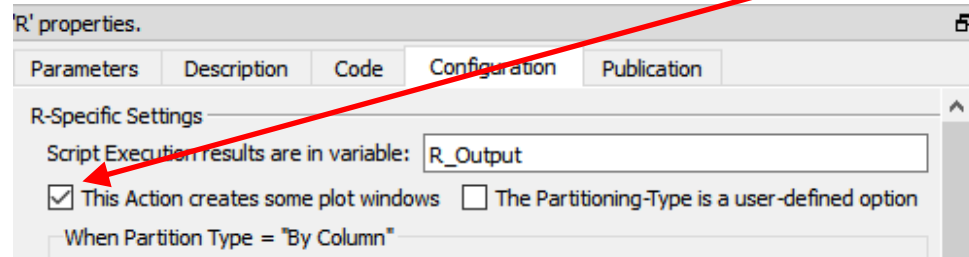 'R' properties.
Parameters Description Code Configuration Publication
R-Specific Settings
Script Execution results are in variable: R_Output
This Action creates some plot windows The Partitioning-Type is a user-defined option
When Partition Type = "By Column"